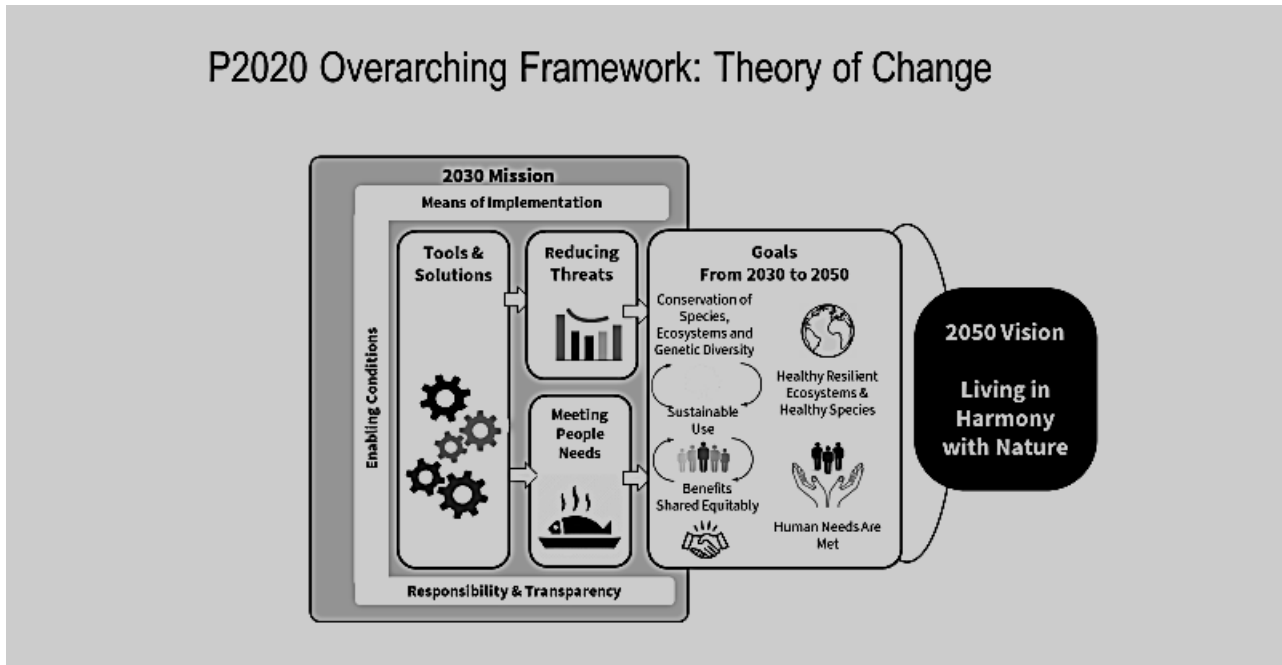 P2020 Overarching Framework: Theory of Change
2030 Mission
Means of Implementation
Enabling Conditions
Tools &
Solutions
Reducing
Threats
Meeting
People
Needs
Responsibility & Transparency
Goals
From 2030 to 2050
Conservation of
Species,
Ecosystems and
Genetic Diversity
Sustainable
Use
Benefits
Shared Equitably
Healthy Resilient
Ecosystems &
Healthy Species
Human Needs Are
Met
2050 Vision
Living in
Harmony
with Nature